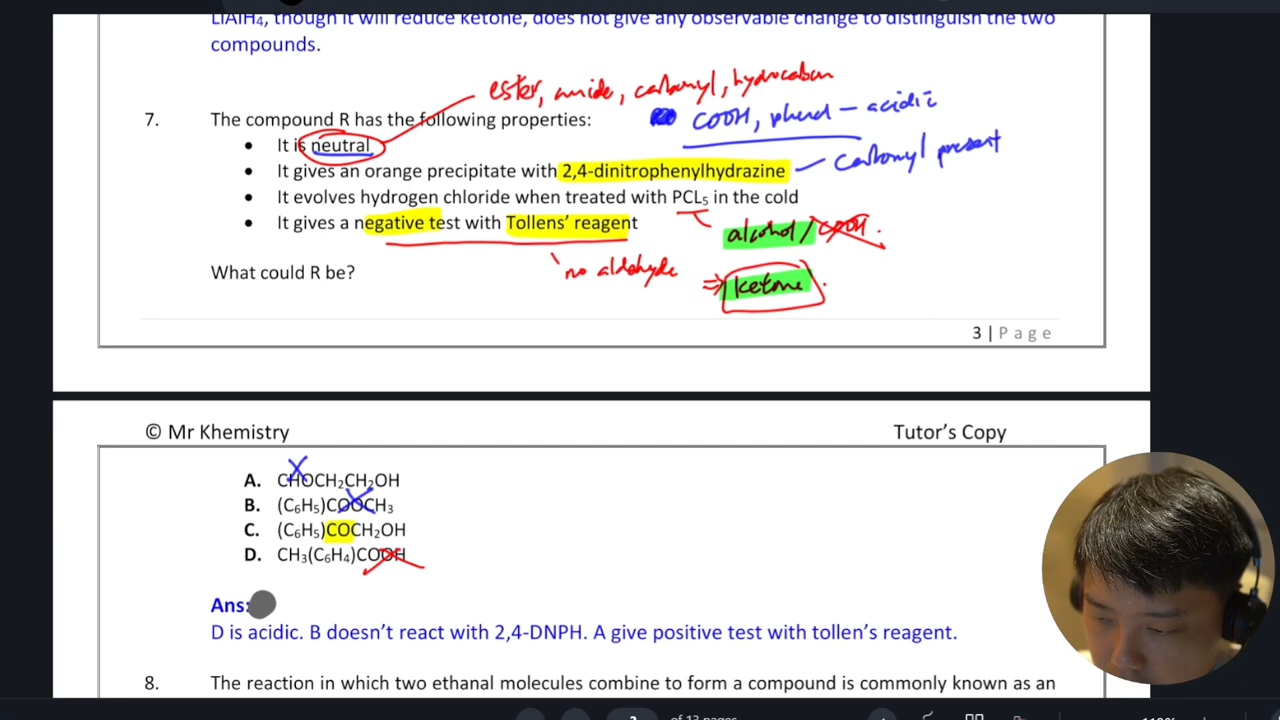 LiAlH₄, though it will reduce ketone, does not give any observable change to distinguish the two
compounds.
ester, amide, carbonyl, hydrocarbon
COOH, phenol – acidic
7. The compound R has the following properties:
• It is neutral
• It gives an orange precipitate with 2,4-dinitrophenylhydrazine
carbonyl present
• It evolves hydrogen chloride when treated with PCL₅ in the cold
• It gives a negative test with Tollens' reagent
alcohol/COOH.
no aldehyde ⇒ ketone.
What could R be?
3 | Page
© Mr Khemistry Tutor's Copy
A. CHOCH₂CH₂OH
B. (C₆H₅)COOCH₃
C. (C₆H₅)COCH₂OH
D. CH₃(C₆H₄)COOH
Ans:
D is acidic. B doesn't react with 2,4-DNPH. A give positive test with tollen's reagent.
8. The reaction in which two ethanal molecules combine to form a compound is commonly known as an
of 13 pages